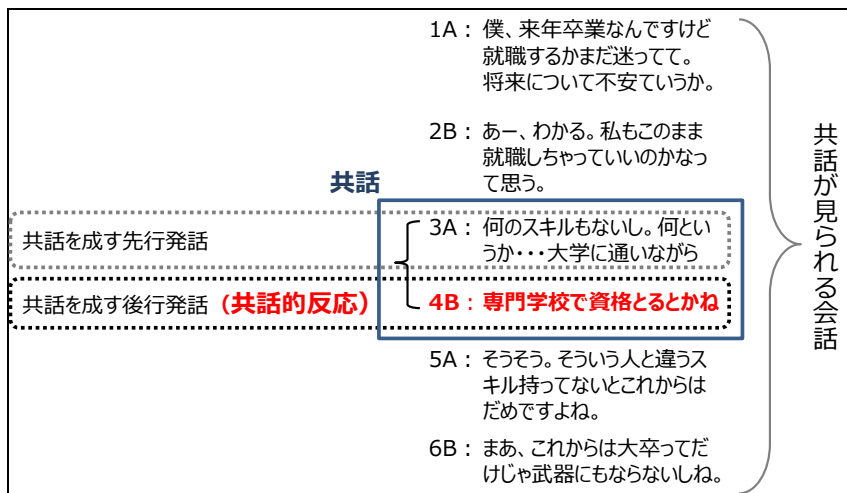 1A： 僕、来年卒業なんですけど
就職するかまだ迷ってて。
将来について不安ていうか。
2B： あー、わかる。私もこのまま
就職しちゃっていいのかなっ
て思う。
共話
共話を成す先行発話
3A： 何のスキルもないし。何とい
うか・・・大学に通いながら
共話を成す後行発話（共話的反応）
4B： 専門学校で資格とるとかね
5A： そうそう。そういう人と違うス
キル持ってないとこれからは
だめですよね。
6B： まあ、これからは大卒ってだ
けじゃ武器にもならないしね。
共話が見られる会話